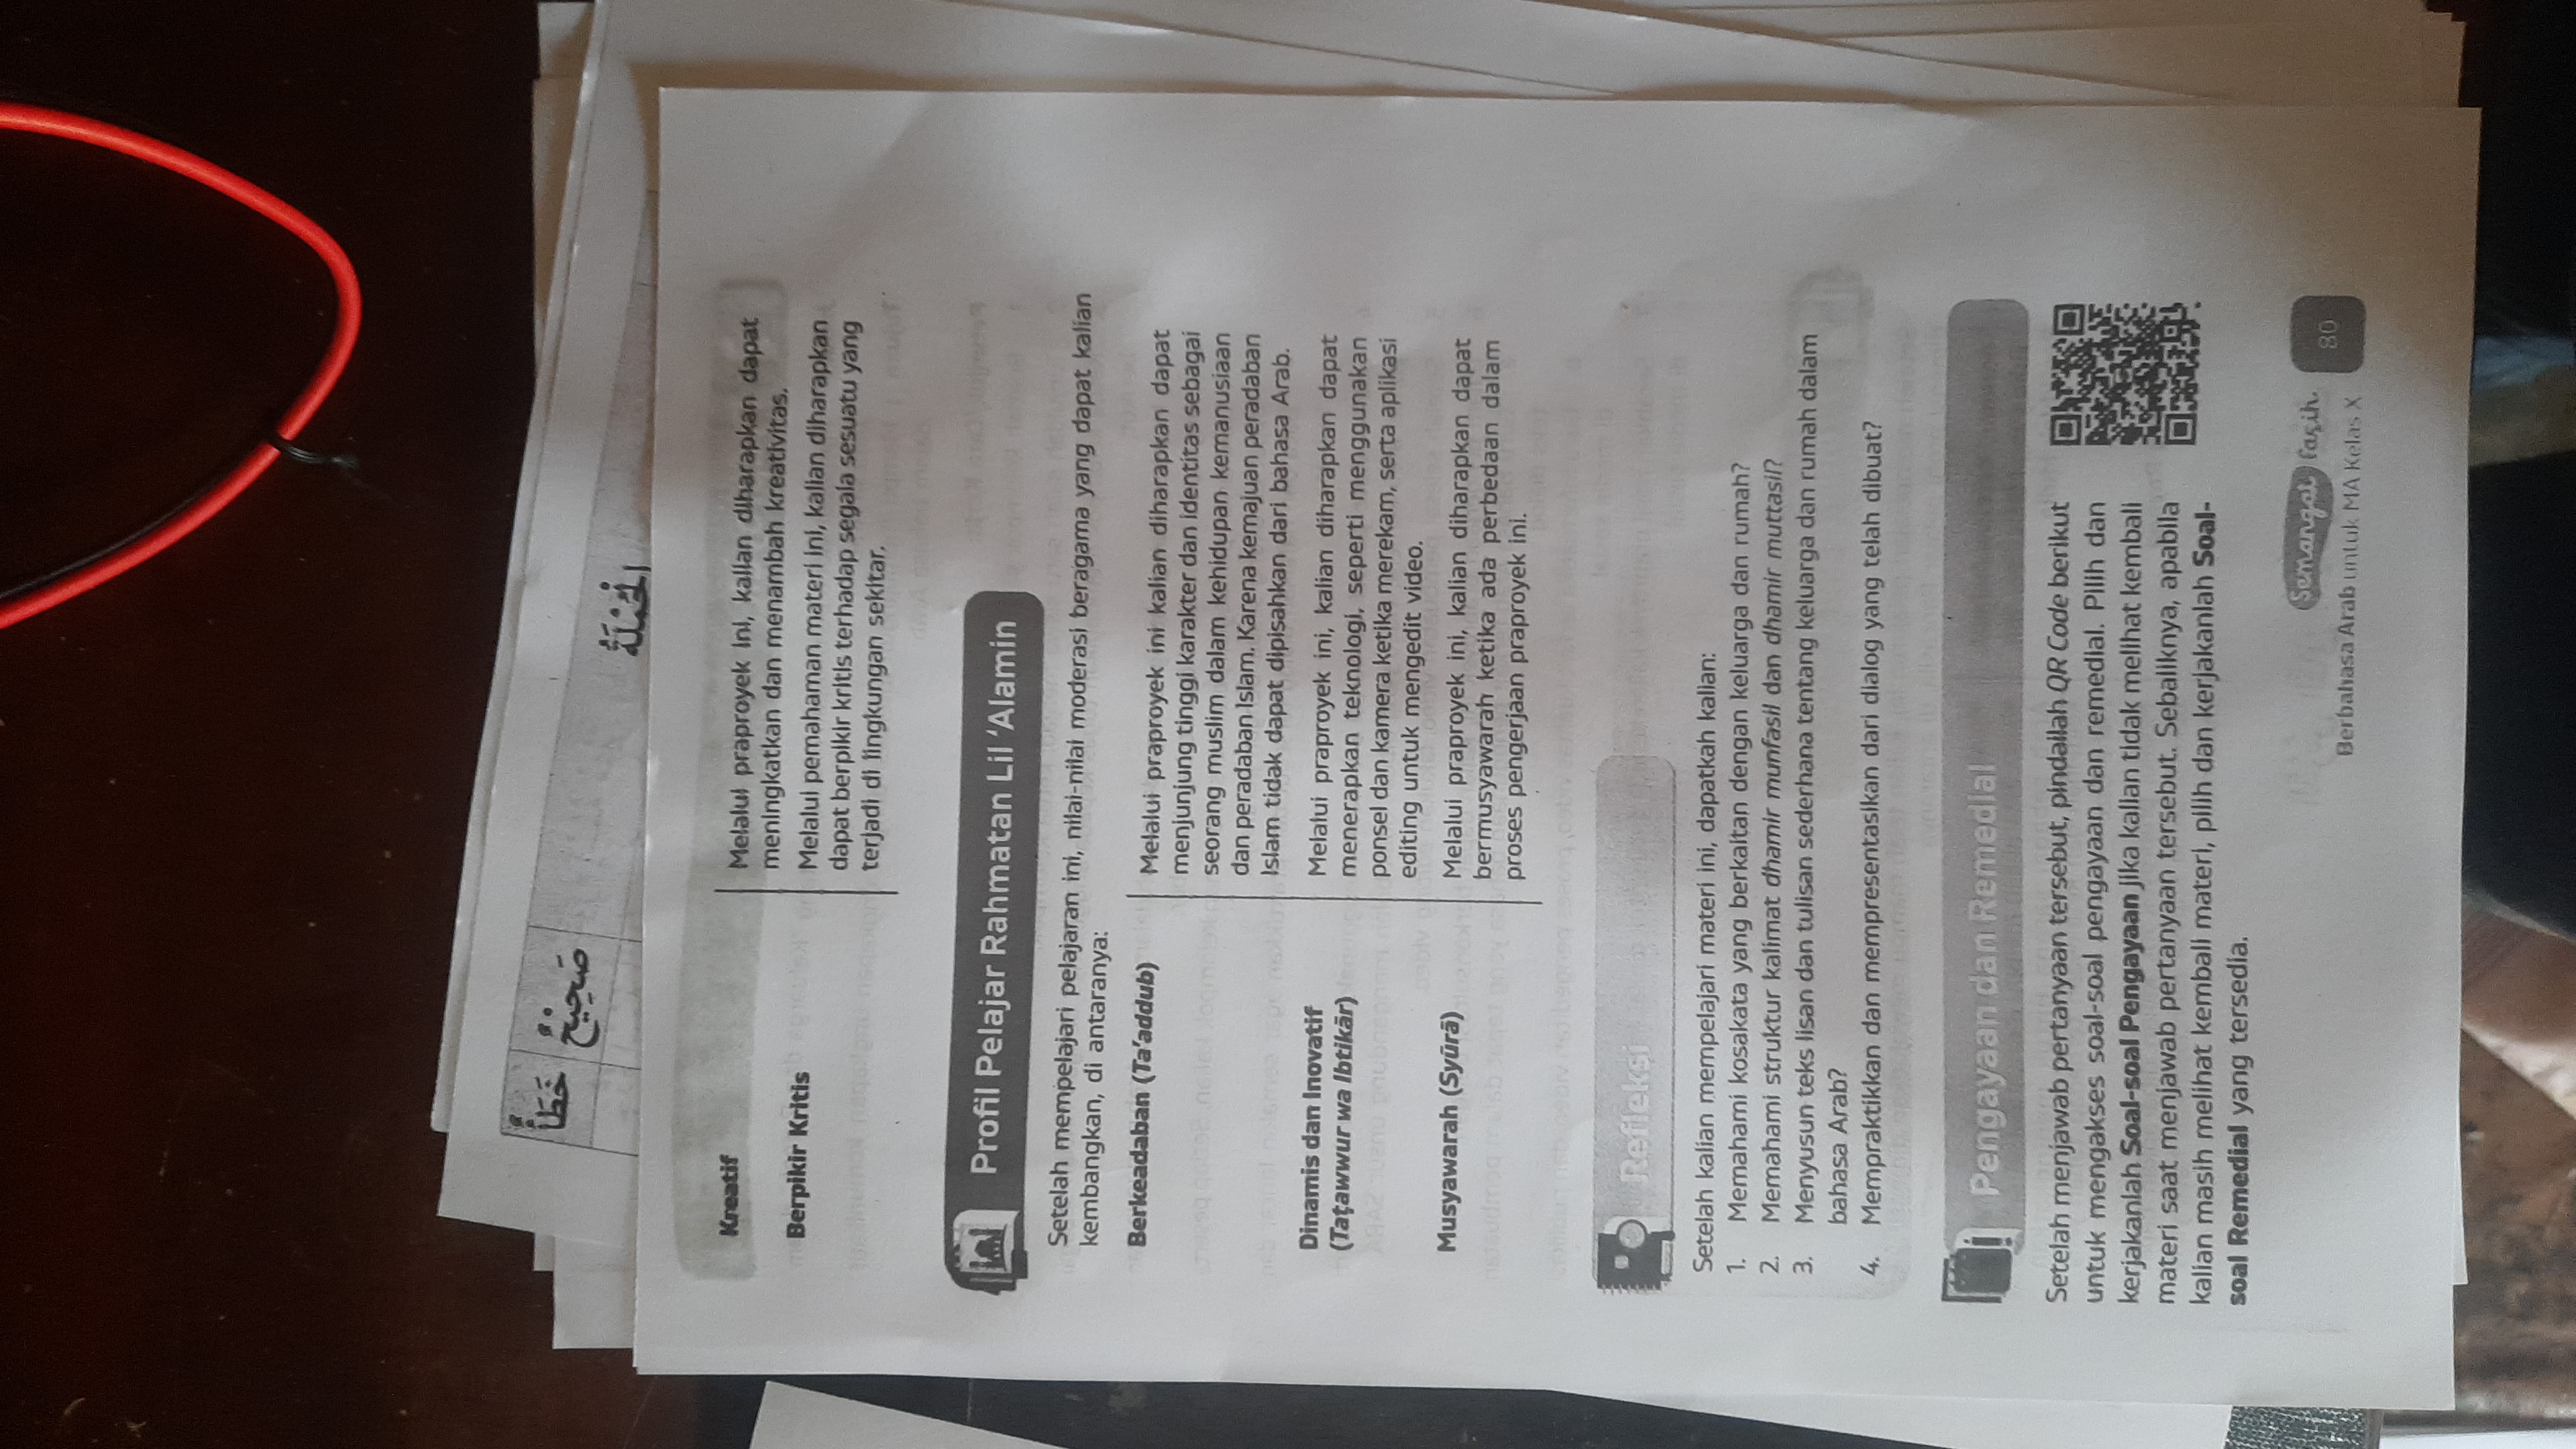 خَطَأٌ صَحِيْحٌ
الْجُمْلَةُ
Kreatif
Melalui praproyek ini, kalian diharapkan dapat
meningkatkan dan menambah kreativitas.
Berpikir Kritis
Melalui pemahaman materi ini, kalian diharapkan
dapat berpikir kritis terhadap segala sesuatu yang
terjadi di lingkungan sekitar.
Profil Pelajar Rahmatan Lil ‘Alamin
Setelah mempelajari pelajaran ini, nilai-nilai moderasi beragama yang dapat kalian
kembangkan, di antaranya:
Berkeadaban (Ta’addub)
Melalui praproyek ini kalian diharapkan dapat
menjunjung tinggi karakter dan identitas sebagai
seorang muslim dalam kehidupan kemanusiaan
dan peradaban Islam. Karena kemajuan peradaban
Islam tidak dapat dipisahkan dari bahasa Arab.
Dinamis dan Inovatif
(Taṭawwur wa Ibtikār)
Melalui praproyek ini, kalian diharapkan dapat
menerapkan teknologi, seperti menggunakan
ponsel dan kamera ketika merekam, serta aplikasi
editing untuk mengedit video.
Musyawarah (Syūrā)
Melalui praproyek ini, kalian diharapkan dapat
bermusyawarah ketika ada perbedaan dalam
proses pengerjaan praproyek ini.
Refleksi
Setelah kalian mempelajari materi ini, dapatkah kalian:
1. Memahami kosakata yang berkaitan dengan keluarga dan rumah?
2. Memahami struktur kalimat dhamir munfasil dan dhamir muttasil?
3. Menyusun teks lisan dan tulisan sederhana tentang keluarga dan rumah dalam
bahasa Arab?
4. Mempraktikkan dan mempresentasikan dari dialog yang telah dibuat?
Pengayaan dan Remedial
Setelah menjawab pertanyaan tersebut, pindailah QR Code berikut
untuk mengakses soal-soal pengayaan dan remedial. Pilih dan
kerjakanlah Soal-soal Pengayaan jika kalian tidak melihat kembali
materi saat menjawab pertanyaan tersebut. Sebaliknya, apabila
kalian masih melihat kembali materi, pilih dan kerjakanlah Soal-
soal Remedial yang tersedia.
Semangat fasih
Berbahasa Arab untuk MA Kelas X
80